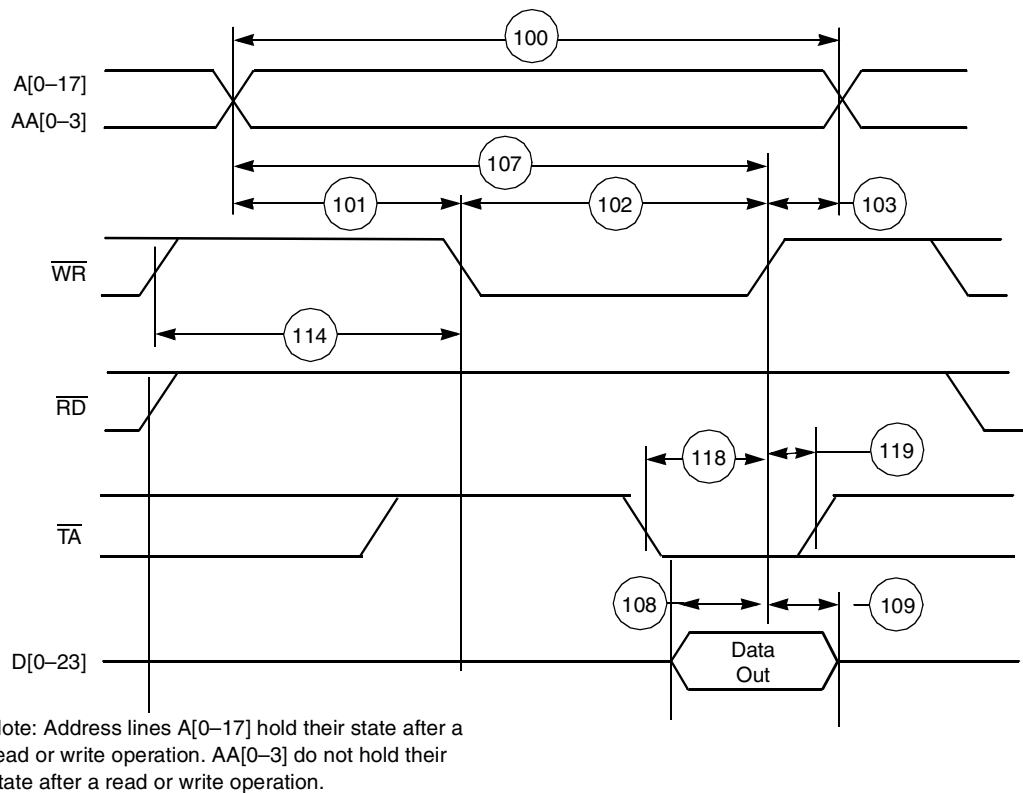 100
A[0–17]
AA[0–3]
107
101
102
103
WR
114
RD
118
119
TA
108
109
D[0–23]
Data
Out
ote: Address lines A[0–17] hold their state after a
ead or write operation. AA[0–3] do not hold their
tate after a read or write operation.